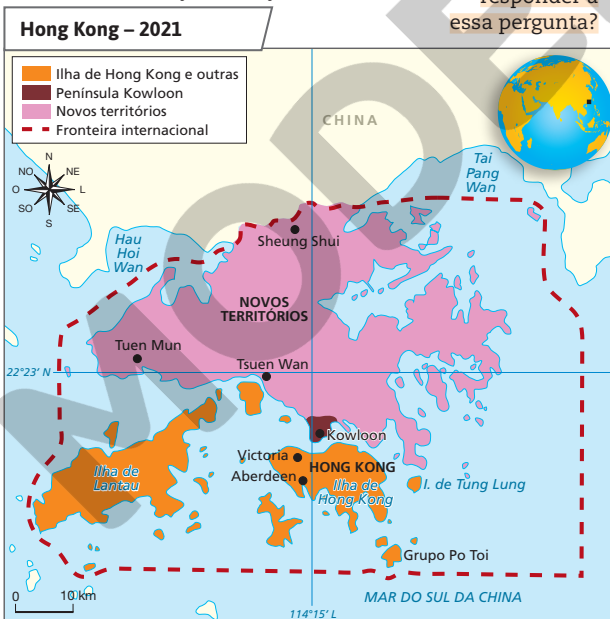 responder a
essa pergunta?
Hong Kong – 2021
Ilha de Hong Kong e outras
Península Kowloon
Novos territórios
Fronteira internacional
CHINA
N
NO
NE
O
L
SO
SE
S
Tai
Pang
Wan
Hau
Hoi
Wan
Sheung Shui
NOVOS
TERRITÓRIOS
Tuen Mun
Tsuen Wan
22°23' N
Kowloon
Victoria
HONG KONG
Aberdeen
Ilha de
Hong Kong
Ilha de
Lantau
I. de Tung Lung
Grupo Po Toi
0 10 km
MAR DO SUL DA CHINA
114°15' L